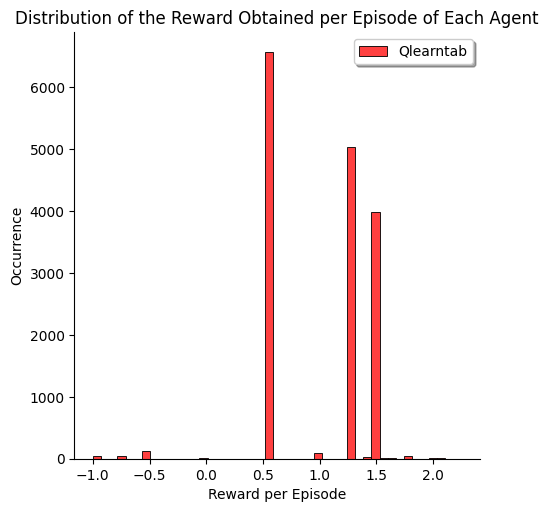 Distribution of the Reward Obtained per Episode of Each Agent
Qlearntab
Occurrence
6000
5000
4000
3000
2000
1000
0
−1.0 −0.5 0.0 0.5 1.0 1.5 2.0
Reward per Episode